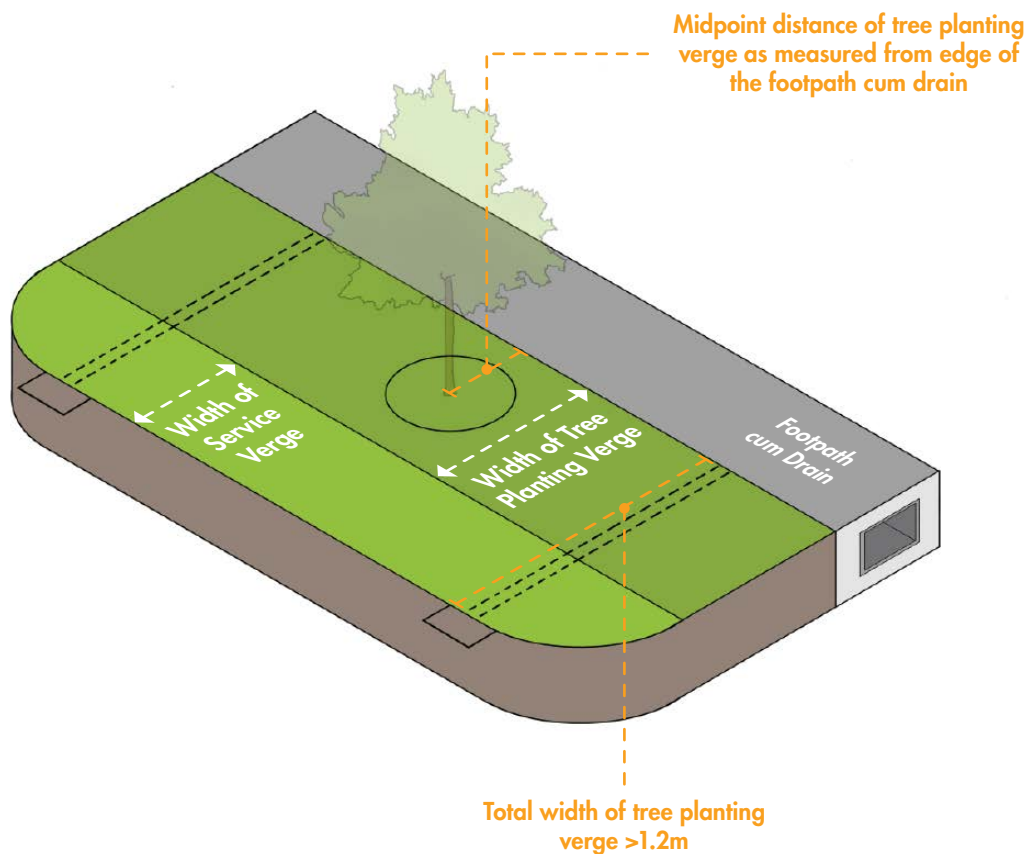 Midpoint distance of tree planting
verge as measured from edge of
the footpath cum drain
Width of
Service
Verge
Width of Tree
Planting Verge
Footpath
cum Drain
Total width of tree planting
verge >1.2m